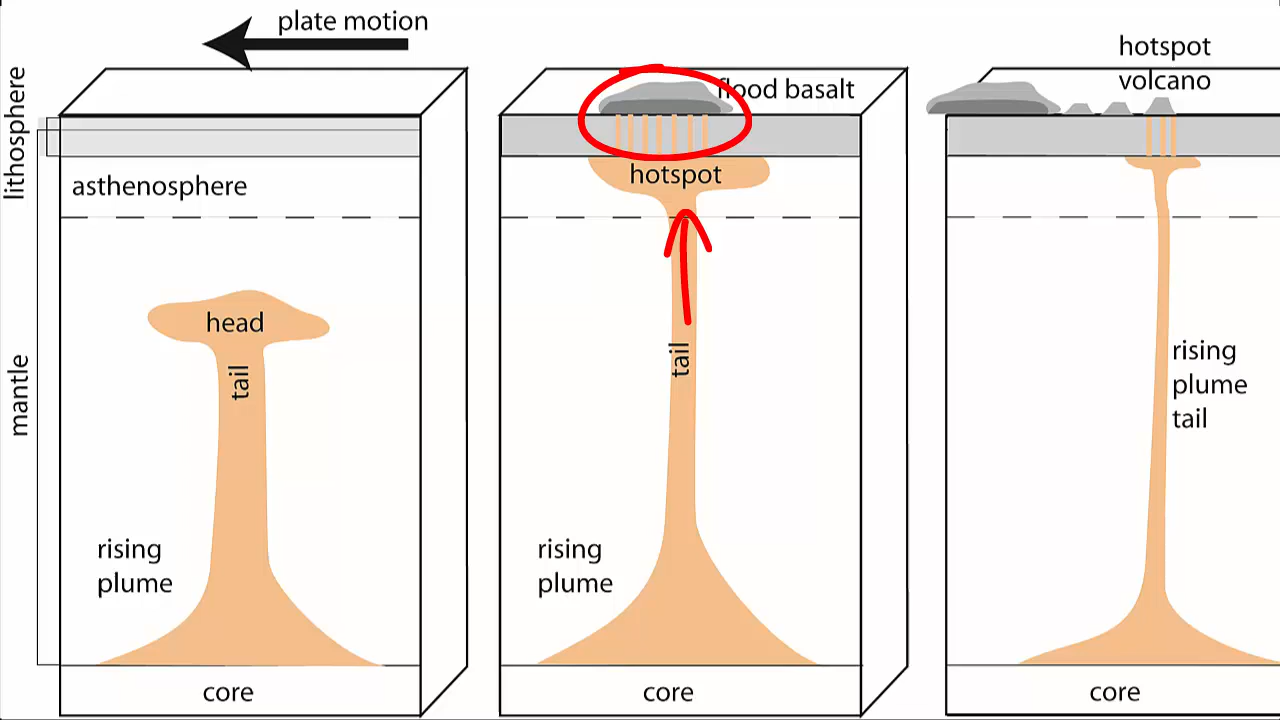 plate motion
lithosphere
asthenosphere
mantle
head
tail
rising
plume
core
flood basalt
hotspot
tail
rising
plume
core
hotspot
volcano
rising
plume
tail
core